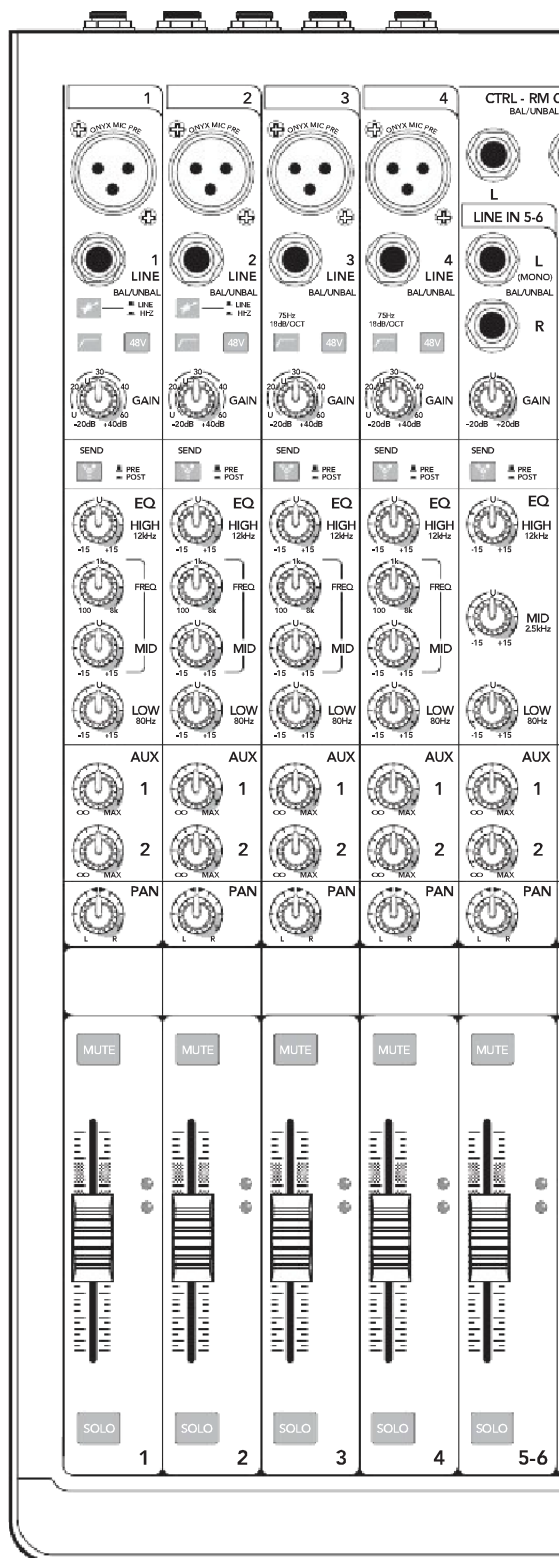 1 2 3 4 CTRL - RM
BAL/UNBAL
ONYX MIC PRE ONYX MIC PRE ONYX MIC PRE ONYX MIC PRE
L
LINE IN 5-6
1 2 3 4 L
LINE LINE LINE LINE (MONO)
BAL/UNBAL BAL/UNBAL BAL/UNBAL BAL/UNBAL BAL/UNBAL
LINE LINE
HFZ HFZ
75Hz 75Hz R
18dB/OCT 18dB/OCT
48V 48V 48V 48V
30 30 30 30 U
20 40 20 40 20 40 20 40
U U U U
GAIN GAIN GAIN GAIN GAIN
U 60 U 60 U 60 U 60
-20dB +40dB -20dB +40dB -20dB +40dB -20dB +40dB -20dB +20dB
SEND SEND SEND SEND SEND
PRE PRE PRE PRE PRE
POST POST POST POST POST
U EQ U EQ U EQ U EQ U EQ
HIGH HIGH HIGH HIGH HIGH
12kHz 12kHz 12kHz 12kHz 12kHz
-15 +15 -15 +15 -15 +15 -15 +15 -15 +15
1k 1k 1k 1k
FREQ FREQ FREQ FREQ
100 8k 100 8k 100 8k 100 8k
U U U U U
MID MID MID MID MID
2.5kHz
-15 +15 -15 +15 -15 +15 -15 +15 -15 +15
U U U U U
LOW LOW LOW LOW LOW
80Hz 80Hz 80Hz 80Hz 80Hz
-15 +15 -15 +15 -15 +15 -15 +15 -15 +15
AUX AUX AUX AUX AUX
1 1 1 1 1
∞ MAX ∞ MAX ∞ MAX ∞ MAX ∞ MAX
2 2 2 2 2
∞ MAX ∞ MAX ∞ MAX ∞ MAX ∞ MAX
PAN PAN PAN PAN PAN
L R L R L R L R L R
MUTE MUTE MUTE MUTE MUTE
SOLO SOLO SOLO SOLO SOLO
1 2 3 4 5-6